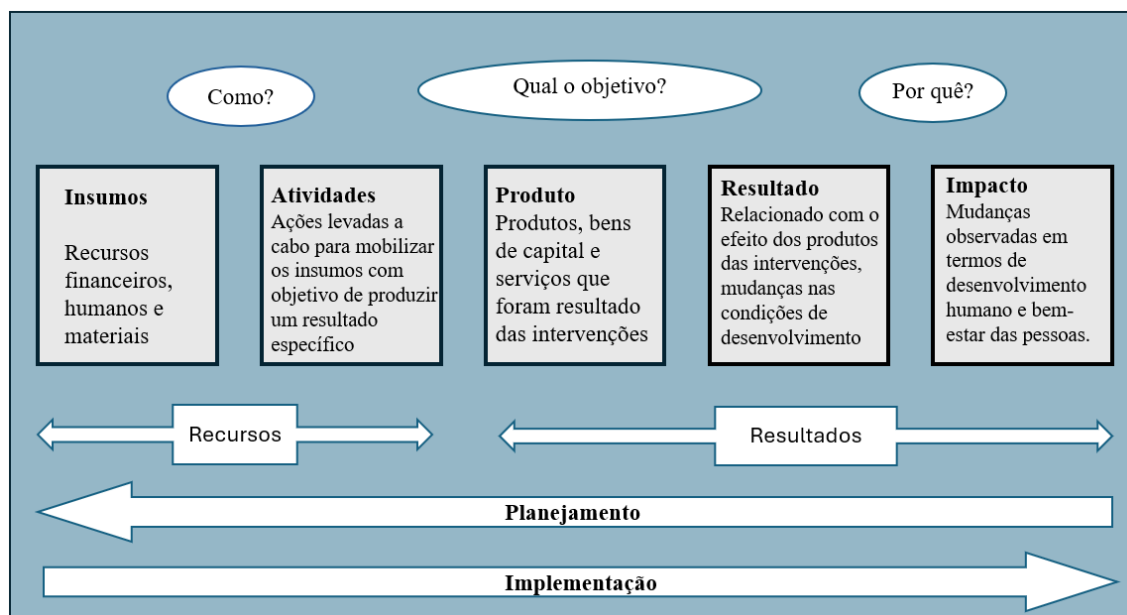 Como?
Qual o objetivo?
Por quê?
Insumos
Recursos
financeiros,
humanos e
materiais
Atividades
Ações levadas a
cabo para mobilizar
os insumos com
objetivo de produzir
um resultado
específico
Produto
Produtos, bens
de capital e
serviços que
foram resultado
das intervenções
Resultado
Relacionado com o
efeito dos produtos
das intervenções,
mudanças nas
condições de
desenvolvimento
Impacto
Mudanças
observadas em
termos de
desenvolvimento
humano e bem-
estar das pessoas.
Recursos
Resultados
Planejamento
Implementação